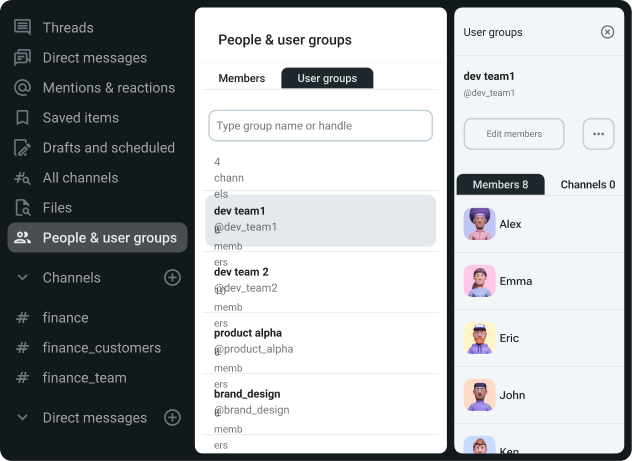 Threads
Direct messages
Mentions & reactions
Saved items
Drafts and scheduled
All channels
Files
People & user groups
Channels
finance
finance_customers
finance_team
Direct messages
People & user groups
Members
User groups
Type group name or handle
4
chann
els
dev team1
@dev_team1
memb
ers
dev team 2
@dev_team2
memb
ers
product alpha
@product_alpha
memb
ers
brand_design
@brand_design
memb
ers
User groups
dev team1
@dev_team1
Edit members
Members 8
Channels 0
Alex
Emma
Eric
John
Ken